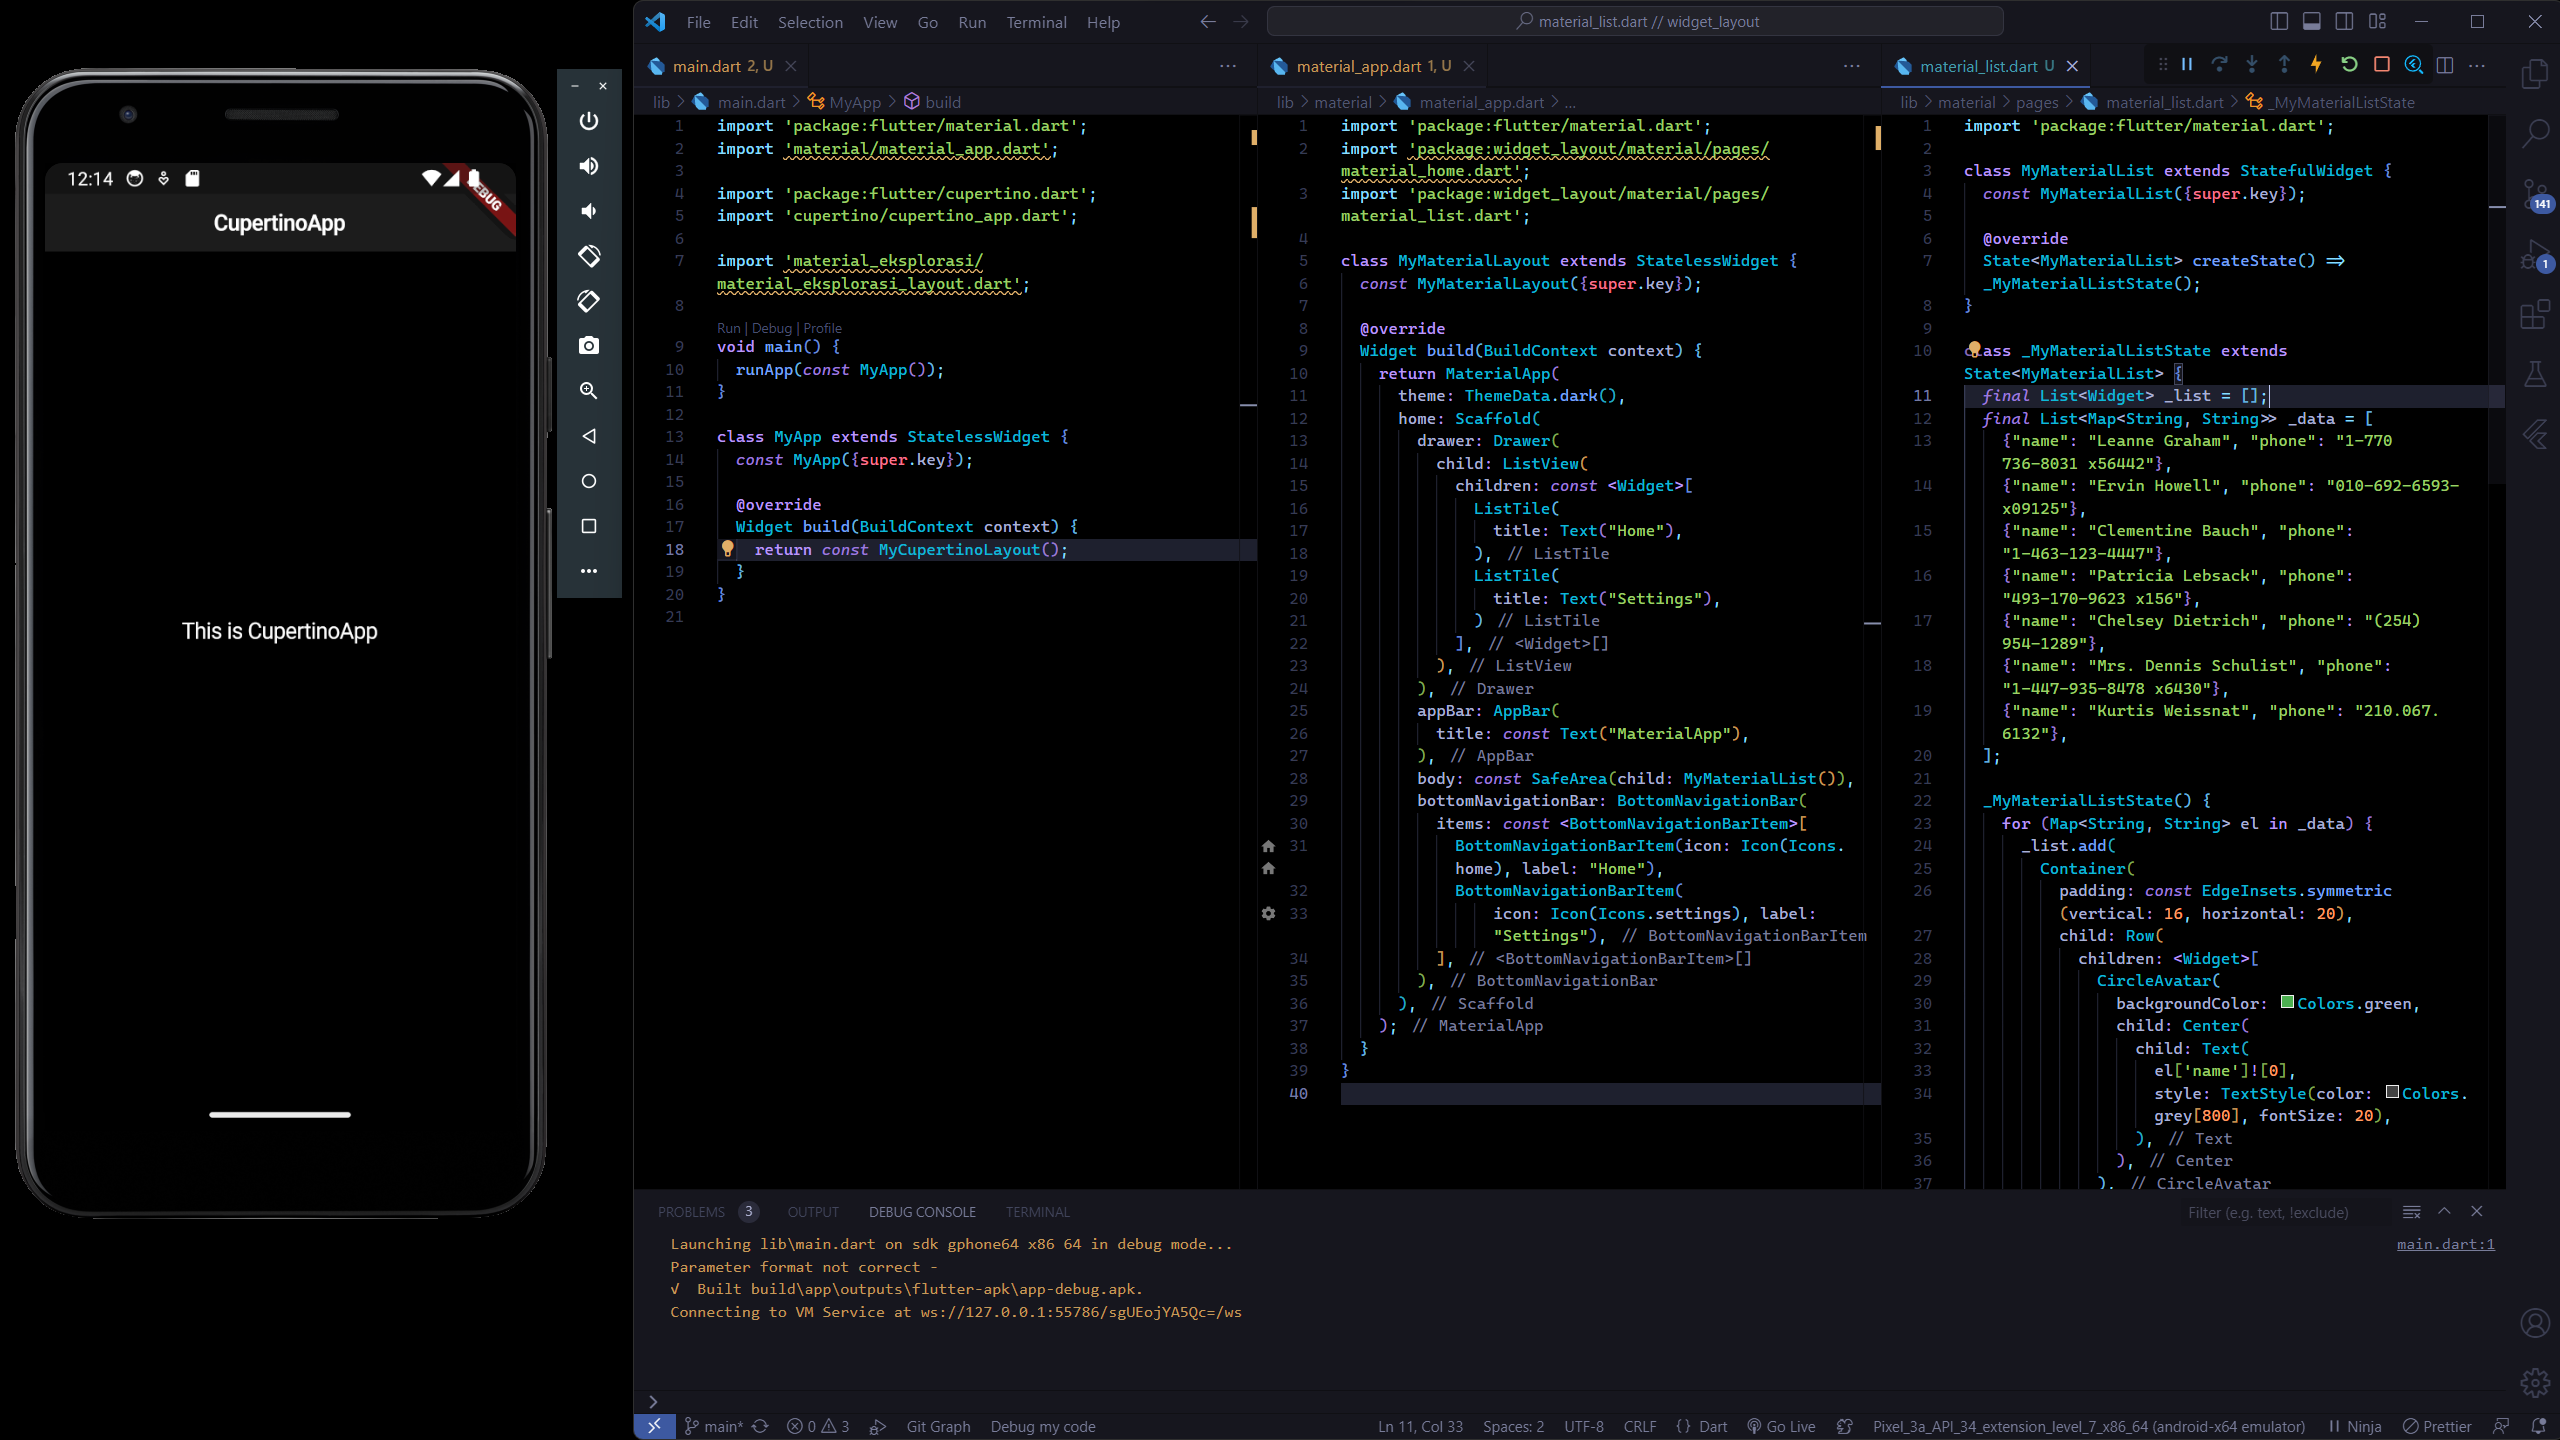 12:14
DEBUG
CupertinoApp
This is CupertinoApp
File Edit Selection View Go Run Terminal Help
material_list.dart // widget_layout
main.dart 2, U
lib > main.dart > MyApp > build
1 import 'package:flutter/material.dart';
2 import 'material/material_app.dart';
3
4 import 'package:flutter/cupertino.dart';
5 import 'cupertino/cupertino_app.dart';
6
7 import 'material_eksplorasi/
material_eksplorasi_layout.dart';
8
Run | Debug | Profile
9 void main() {
10 runApp(const MyApp());
11 }
12
13 class MyApp extends StatelessWidget {
14 const MyApp({super.key});
15
16 @override
17 Widget build(BuildContext context) {
18 return const MyCupertinoLayout();
19 }
20 }
21
material_app.dart 1, U
lib > material > material_app.dart > ...
1 import 'package:flutter/material.dart';
2 import 'package:widget_layout/material/pages/
material_home.dart';
3 import 'package:widget_layout/material/pages/
material_list.dart';
4
5 class MyMaterialLayout extends StatelessWidget {
6 const MyMaterialLayout({super.key});
7
8 @override
9 Widget build(BuildContext context) {
10 return MaterialApp(
11 theme: ThemeData.dark(),
12 home: Scaffold(
13 drawer: Drawer(
14 child: ListView(
15 children: const <Widget>[
16 ListTile(
17 title: Text("Home"),
18 ), // ListTile
19 ListTile(
20 title: Text("Settings"),
21 ) // ListTile
22 ], // <Widget>[]
23 ), // ListView
24 ), // Drawer
25 appBar: AppBar(
26 title: const Text("MaterialApp"),
27 ), // AppBar
28 body: const SafeArea(child: MyMaterialList()),
29 bottomNavigationBar: BottomNavigationBar(
30 items: const <BottomNavigationBarItem>[
31 BottomNavigationBarItem(icon: Icon(Icons.
home), label: "Home"),
32 BottomNavigationBarItem(
33 icon: Icon(Icons.settings), label:
"Settings"), // BottomNavigationBarItem
34 ], // <BottomNavigationBarItem>[]
35 ), // BottomNavigationBar
36 ), // Scaffold
37 ); // MaterialApp
38 }
39 }
40
material_list.dart U
lib > material > pages > material_list.dart > _MyMaterialListState
1 import 'package:flutter/material.dart';
2
3 class MyMaterialList extends StatefulWidget {
4 const MyMaterialList({super.key});
5
6 @override
7 State<MyMaterialList> createState() =>
_MyMaterialListState();
8 }
9
10 class _MyMaterialListState extends
State<MyMaterialList> {
11 final List<Widget> _list = [];
12 final List<Map<String, String>> _data = [
13 {"name": "Leanne Graham", "phone": "1-770
736-8031 x56442"},
14 {"name": "Ervin Howell", "phone": "010-692-6593-
x09125"},
15 {"name": "Clementine Bauch", "phone":
"1-463-123-4447"},
16 {"name": "Patricia Lebsack", "phone":
"493-170-9623 x156"},
17 {"name": "Chelsey Dietrich", "phone": "(254)
954-1289"},
18 {"name": "Mrs. Dennis Schulist", "phone":
"1-447-935-8478 x6430"},
19 {"name": "Kurtis Weissnat", "phone": "210.067.
6132"},
20 ];
21
22 _MyMaterialListState() {
23 for (Map<String, String> el in _data) {
24 _list.add(
25 Container(
26 padding: const EdgeInsets.symmetric
(vertical: 16, horizontal: 20),
27 child: Row(
28 children: <Widget>[
29 CircleAvatar(
30 backgroundColor: Colors.green,
31 child: Center(
32 child: Text(
33 el['name']![0],
34 style: TextStyle(color: Colors.
grey[800], fontSize: 20),
35 ), // Text
36 ), // Center
37 ), // CircleAvatar
141
1
PROBLEMS 3 OUTPUT DEBUG CONSOLE TERMINAL
Filter (e.g. text, !exclude)
Launching lib\main.dart on sdk gphone64 x86 64 in debug mode...
main.dart:1
Parameter format not correct -
√ Built build\app\outputs\flutter-apk\app-debug.apk.
Connecting to VM Service at ws://127.0.0.1:55786/sgUEojYA5Qc=/ws
main* 0 3 Git Graph Debug my code
Ln 11, Col 33 Spaces: 2 UTF-8 CRLF {} Dart Go Live Pixel_3a_API_34_extension_level_7_x86_64 (android-x64 emulator) Ninja Prettier